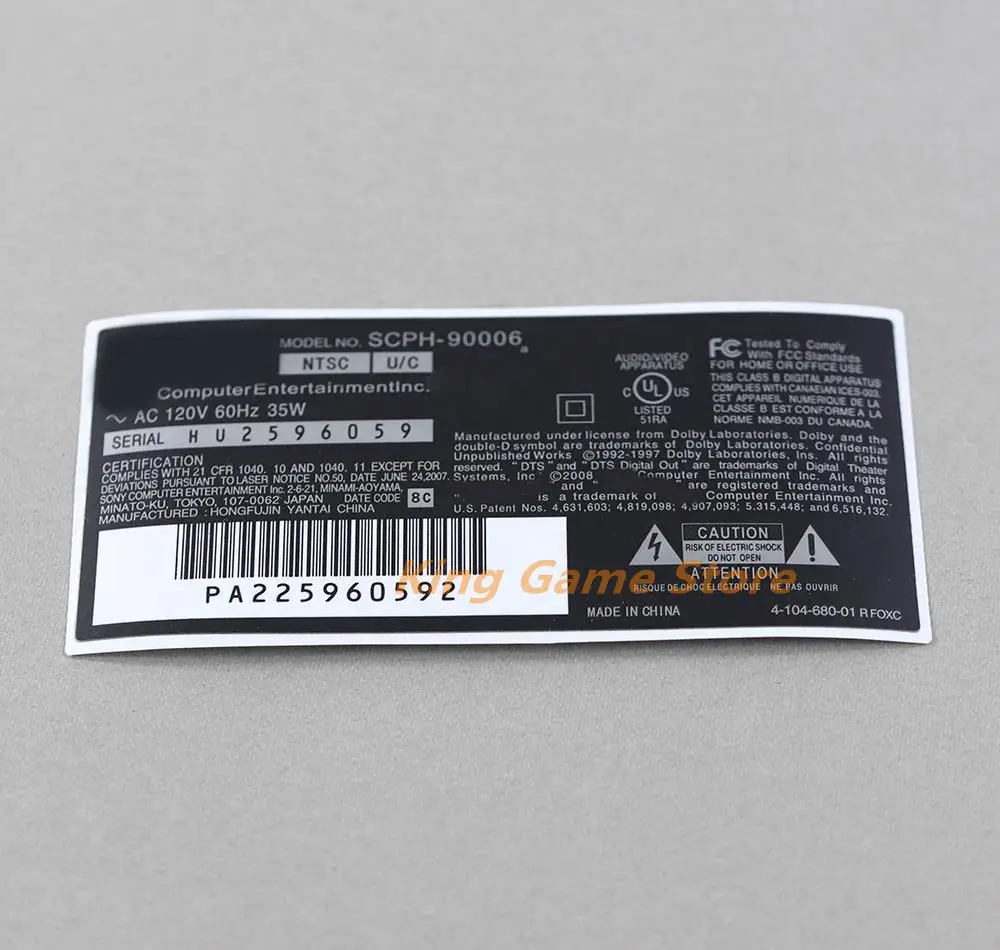 MODEL NO. SCPH-90006 a
NTSC U/C
ComputerEntertainmentInc.
AC 120V 60Hz 35W
SERIAL HU2596059
CERTIFICATION
COMPLIES WITH 21 CFR 1040. 10 AND 1040. 11 EXCEPT FOR
DEVIATIONS PURSUANT TO LASER NOTICE NO.50, DATE JUNE 24,2007.
SONY COMPUTER ENTERTAINMENT Inc. 2-6-21, MINAMI-AOYAMA,
MINATO-KU, TOKYO, 107-0062 JAPAN DATE CODE 8C
MANUFACTURED : HONGFUJIN YANTAI CHINA
PA225960592
AUDIO/VIDEO
APPARATUS
C UL US
LISTED
51RA
FC Tested To Comply
With FCC Standards
FOR HOME OR OFFICE USE
THIS CLASS B DIGITAL APPARATUS
COMPLIES WITH CANAEIAN ICES-003.
CET APPAREIL NUMERIQUE DE LA
CLASSE B EST CONFORME A LA
NORME NMB-003 DU CANADA.
Manufactured under license from Dolby Laboratories. Dolby and the
double-D symbol are trademarks of Dolby Laboratories. Confidential
Unpublished Works ©1992-1997 Dolby Laboratories, Inc. All rights
reserved. "DTS" and "DTS Digital Out" are trademarks of Digital Theater
Systems, Inc ©2008 Computer Entertainment Inc. All rights
" and " " are registered trademarks and
" is a trademark of Computer Entertainment Inc.
U.S. Patent Nos. 4,631,603; 4,819,098; 4,907,093; 5,315,448; and 6,516,132.
CAUTION
RISK OF ELECTRIC SHOCK
DO NOT OPEN
ATTENTION
RISQUE DE CHOC ELECTRIQUE NE PAS OUVRIR
MADE IN CHINA 4-104-680-01 R FOXC
King Game Store